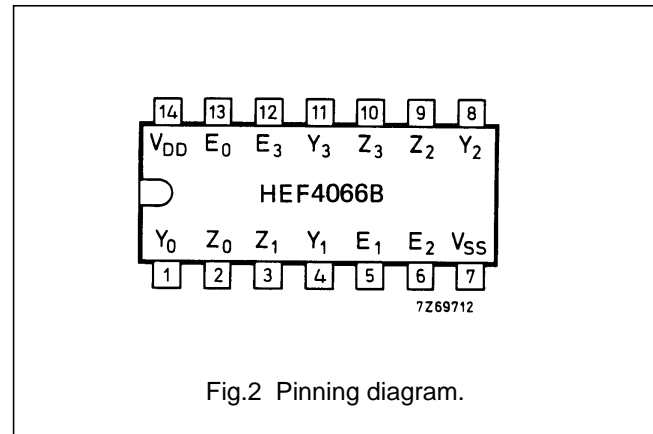 14 13 12 11 10 9 8
VDD E0 E3 Y3 Z3 Z2 Y2
HEF4066B
Y0 Z0 Z1 Y1 E1 E2 VSS
1 2 3 4 5 6 7
7Z69712
Fig.2 Pinning diagram.